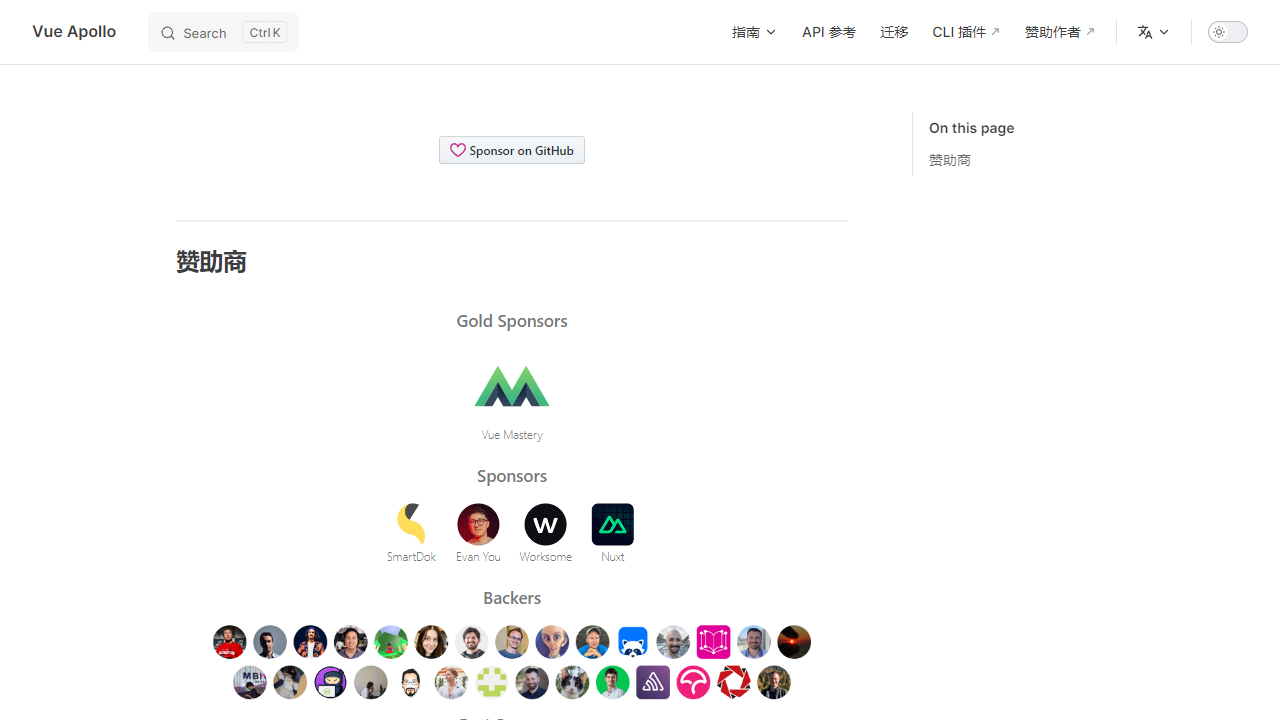 Vue Apollo
Search Ctrl K
指南
API 参考
迁移
CLI 插件
赞助作者
On this page
赞助商
Sponsor on GitHub
赞助商
Gold Sponsors
Vue Mastery
Sponsors
SmartDok Evan You Worksome Nuxt
Backers